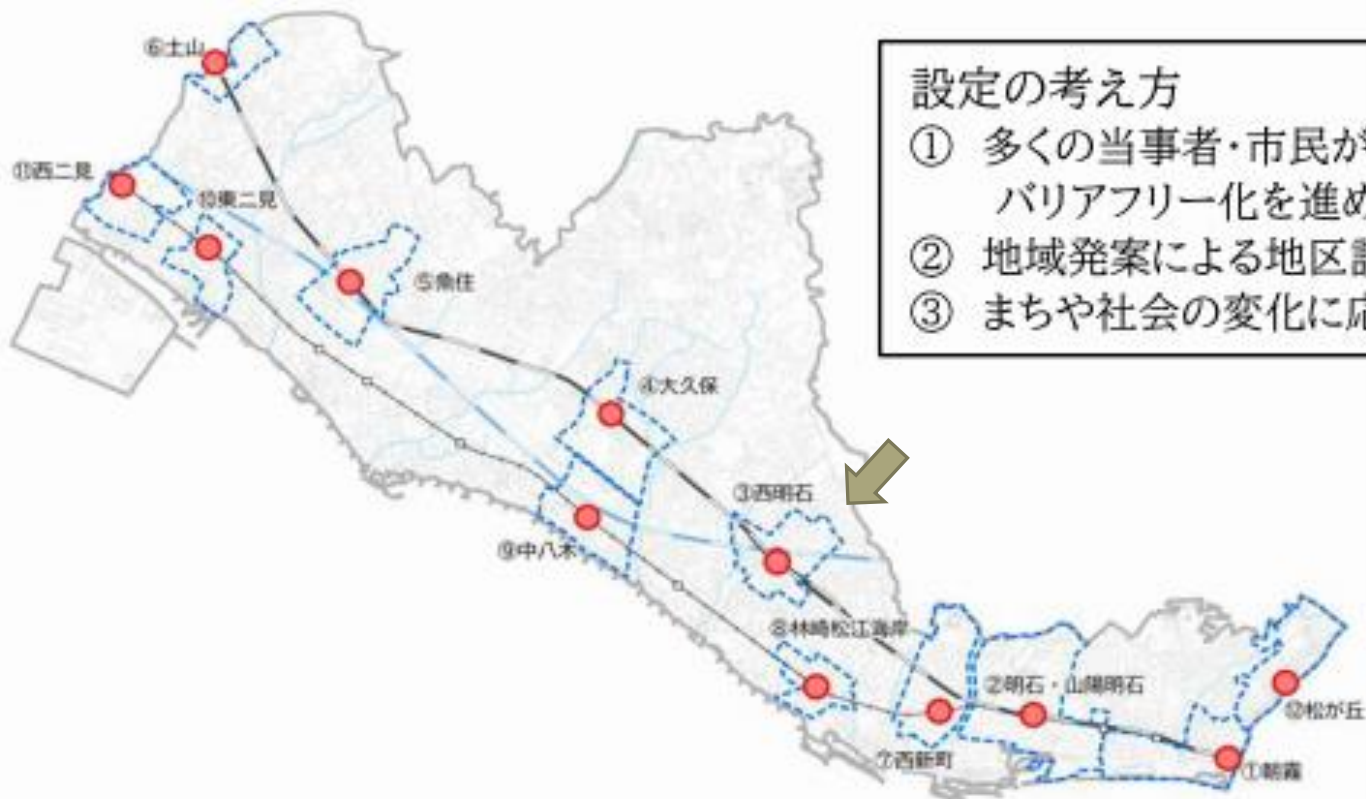 ⑥土山
⑪西二見
⑩東二見
⑤魚住
④大久保
③西明石
⑨中八木
⑧林崎松江海岸
②明石・山陽明石
⑦西新町
⑫松が丘
①朝霧
設定の考え方
① 多くの当事者・市民が
バリアフリー化を進め
② 地域発案による地区
③ まちや社会の変化に